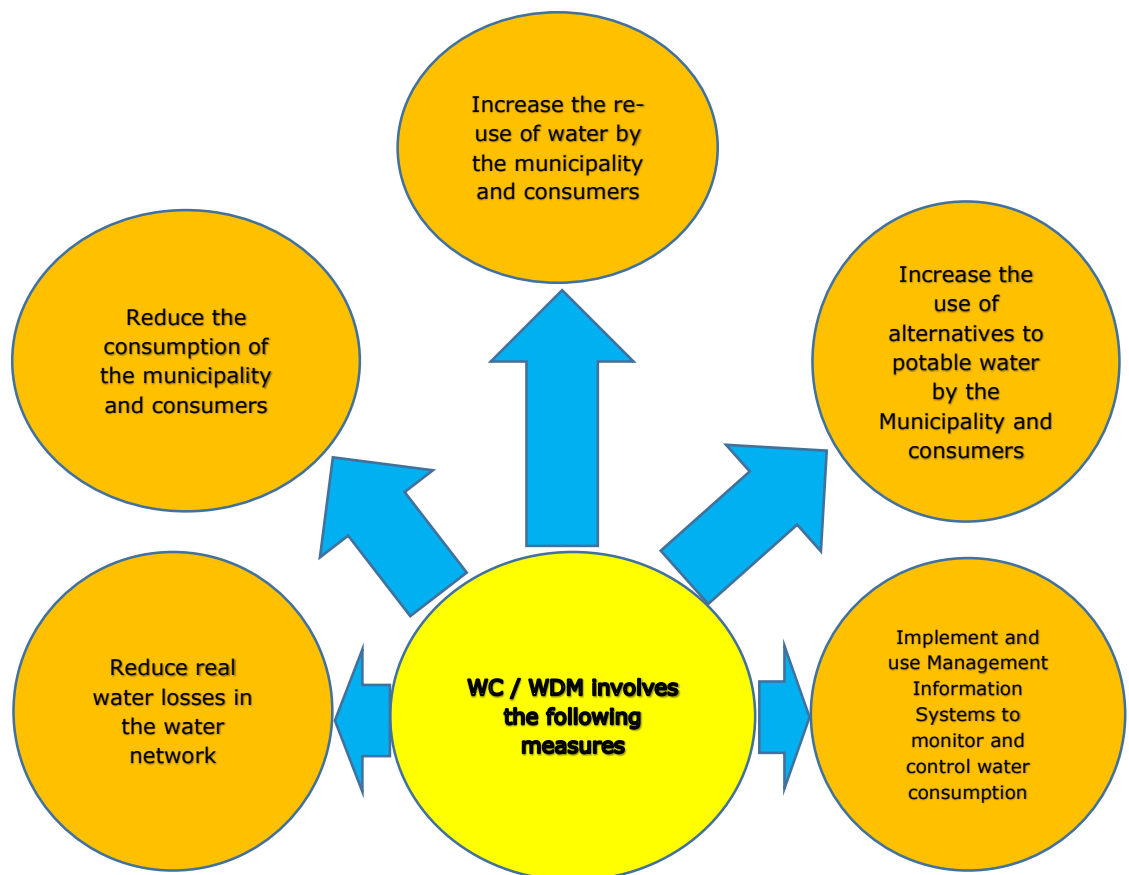 Increase the re-
use of water by
the municipality
and consumers
Reduce the
consumption of
the municipality
and consumers
Increase the
use of
alternatives to
potable water
by the
Municipality and
consumers
Reduce real
water losses in
the water
network
WC / WDM involves
the following
measures
Implement and
use Management
Information
Systems to
monitor and
control water
consumption